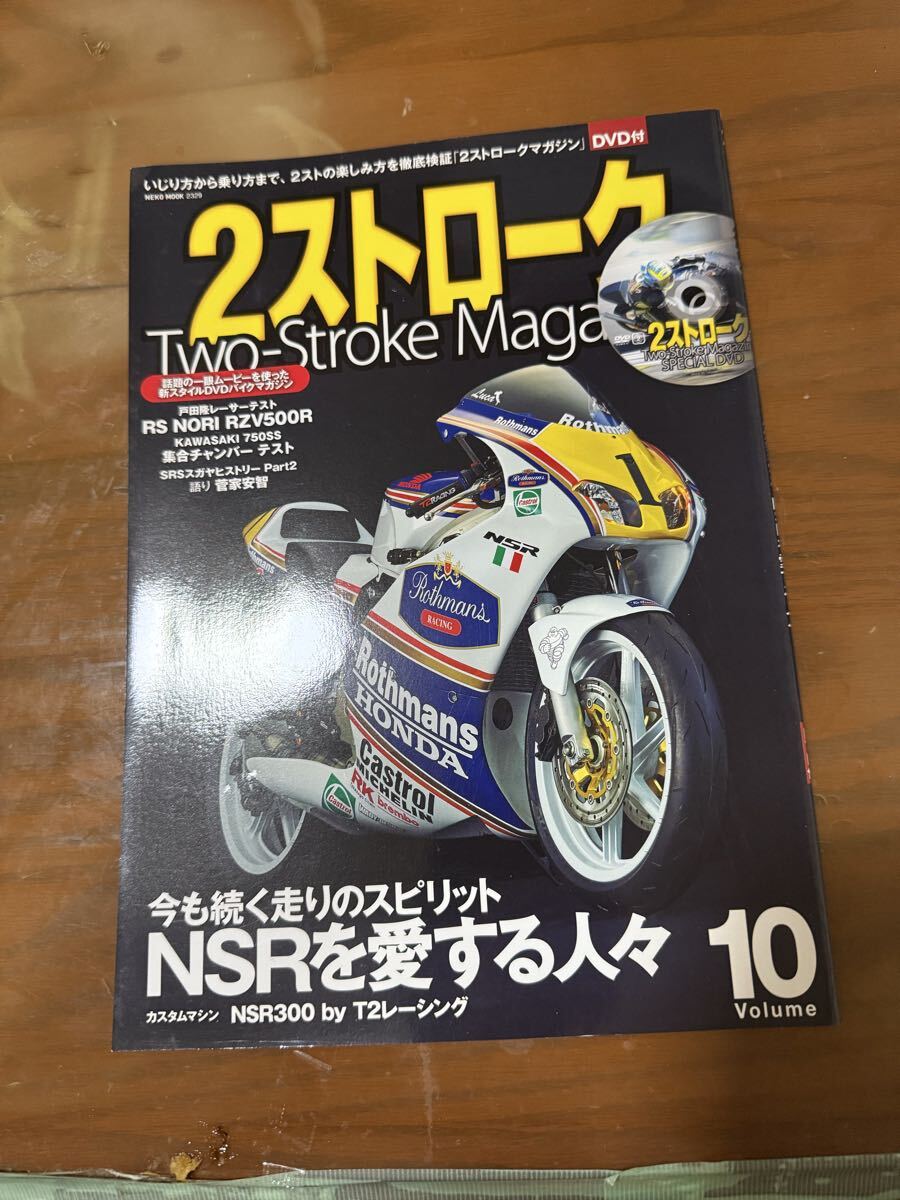 いじり方から乗り方まで、2ストの楽しみ方を徹底検証「2ストロークマガジン」
DVD付
NEKO MOOK 2329
2ストローク
Two-Stroke Maga
2ストローク
Two-Stroke Magazin
SPECIAL DVD
話題の一眼ムービーを使った
新スタイルDVDバイクマガジン
戸田隆レーサーテスト
RS NORI RZV500R
KAWASAKI 750SS
集合チャンバー テスト
SRSスガヤヒストリー Part2
語り 菅家安智
Luca
Rothmans
Rothmans
1
HONDA
T2RACING
Rothmans
Castrol
NSR
Rothmans
Rothmans
RACING
Rothmans
HONDA
Castrol
MICHELIN
RK brembo
Castrol
今も続く走りのスピリット
NSRを愛する人々
カスタムマシン NSR300 by T2レーシング
10
Volume